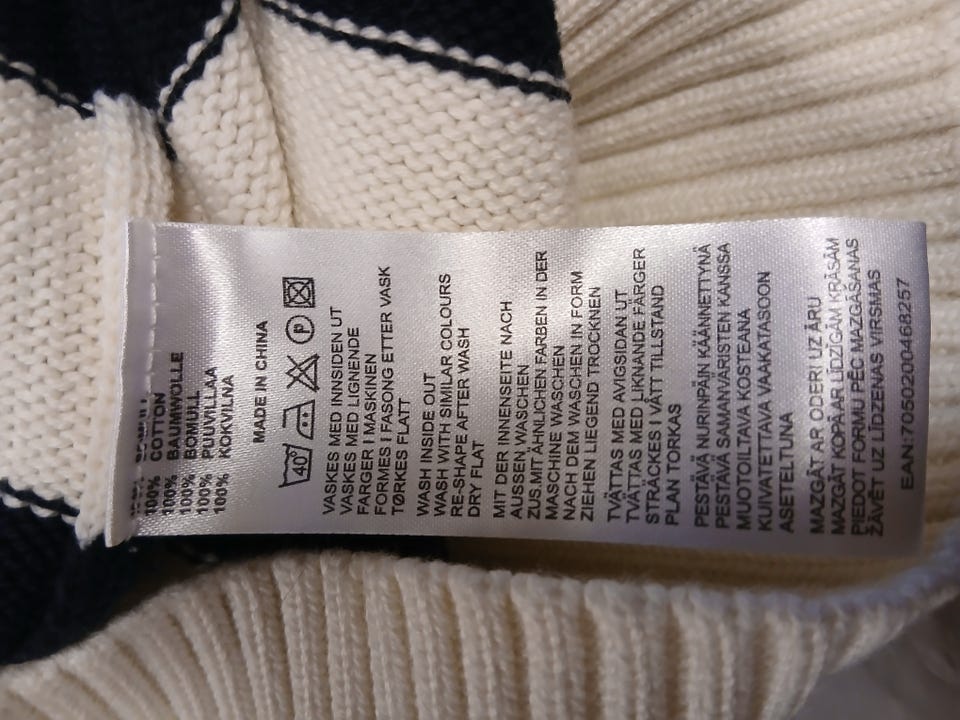 100% COTTON
100% BAUMWOLLE
100% BOMULL
100% PUUVILLAA
100% KOKVILNA
MADE IN CHINA
40°
P
VASKES MED INNSIDEN UT
VASKES MED LIGNENDE
FARGER I MASKINEN
FORMES I FASONG ETTER VASK
TØRKES FLATT
WASH INSIDE OUT
WASH WITH SIMILAR COLOURS
RE-SHAPE AFTER WASH
DRY FLAT
MIT DER INNENSEITE NACH
AUSSEN WASCHEN
ZUS.MIT ÄHNLICHEN FARBEN IN DER
MASCHINE WASCHEN
NACH DEM WASCHEN IN FORM
ZIEHEN LIEGEND TROCKNEN
TVÄTTAS MED AVIGSIDAN UT
TVÄTTAS MED LIKNANDE FÄRGER
STRÄCKES I VÅTT TILLSTAND
PLAN TORKAS
PESTÄVÄ NURINPÄIN KÄÄNNETTYNÄ
PESTÄVÄ SAMANVÄRISTEN KANSSA
MUOTOILTAVA KOSTEANA
KUIVATETTAVA VAAKATASOON
ASETELTUNA
MAZGĀT AR ODERI UZ ĀRU
MAZGĀT KOPĀ AR LĪDZĪGĀM KRĀSĀM
PIEDOT FORMU PĒC MAZGĀŠANAS
ŽĀVĒT UZ LĪDZENAS VIRSMAS
EAN:7050200468257